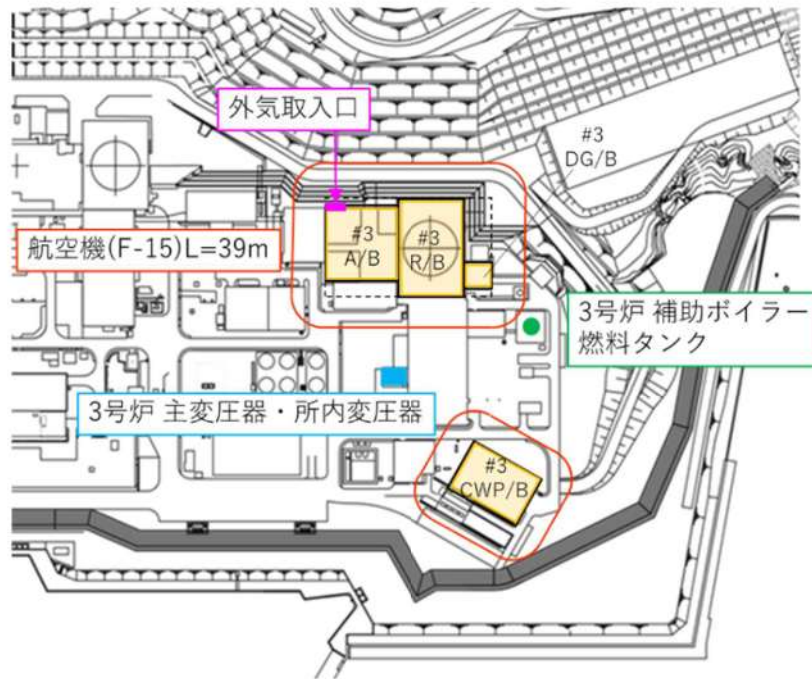 外気取入口
#3
DG/B
#3
A/B
#3
R/B
航空機(F-15)L=39m
3号炉 補助ボイラー
燃料タンク
3号炉 主変圧器・所内変圧器
#3
CWP/B